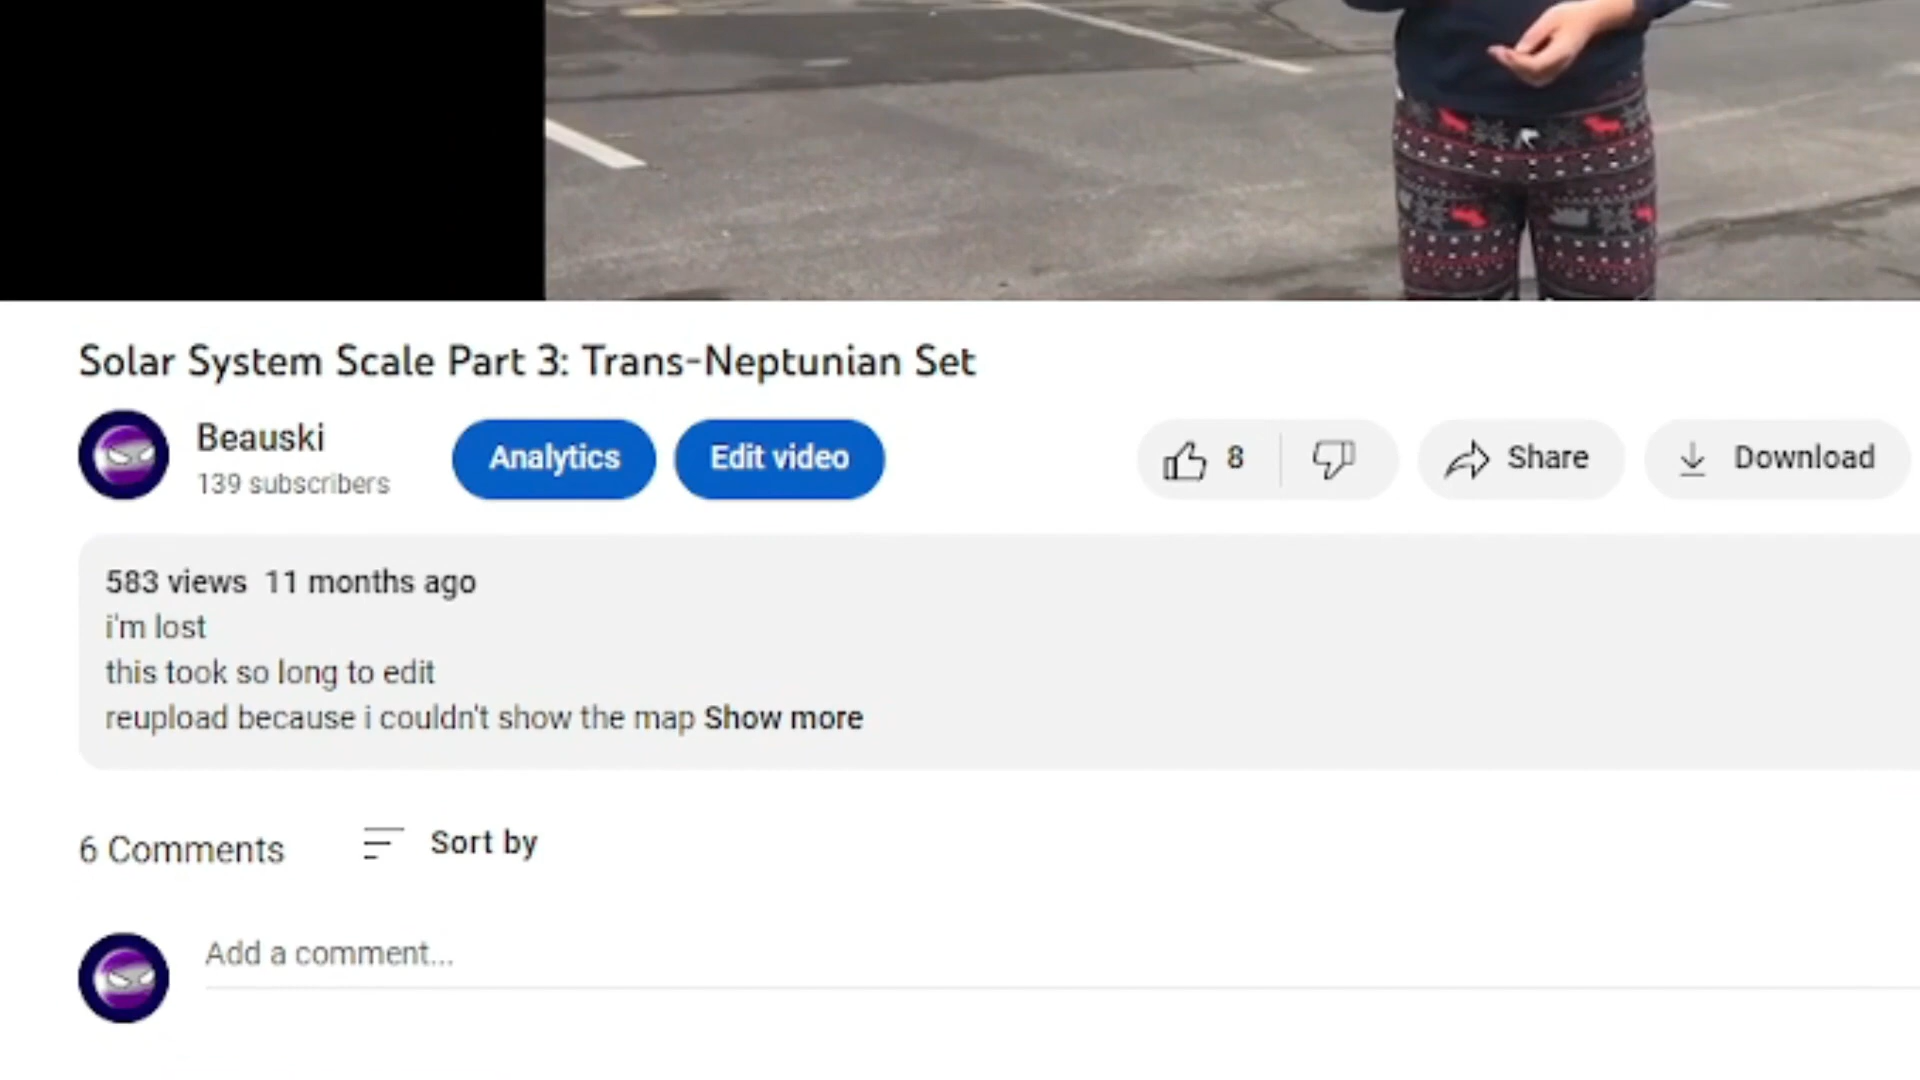 Solar System Scale Part 3: Trans-Neptunian Set
Beauski
139 subscribers
Analytics
Edit video
8
Share
Download
583 views 11 months ago
i'm lost
this took so long to edit
reupload because i couldn't show the map Show more
6 Comments
Sort by
Add a comment...